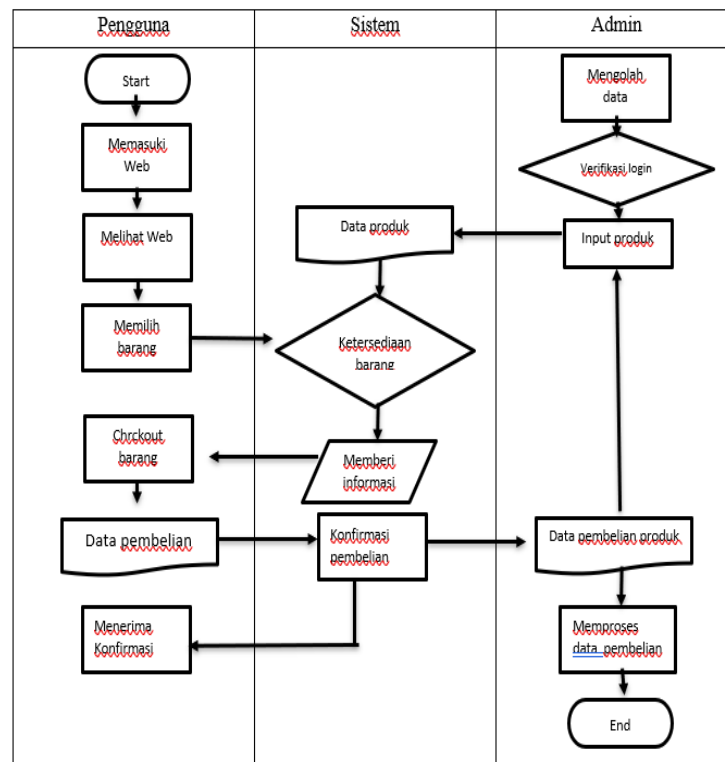 Pengguna
Sistem
Admin
Start
Memasuki
Web
Melihat Web
Memilih
barang
Chrckout
barang
Data pembelian
Menerima
Konfirmasi
Data produk
Ketersediaan
barang
Memberi
informasi
Konfirmasi
pembelian
Mengolah
data
Verifikasi login
Input produk
Data pembelian produk
Memproses
data pembelian
End